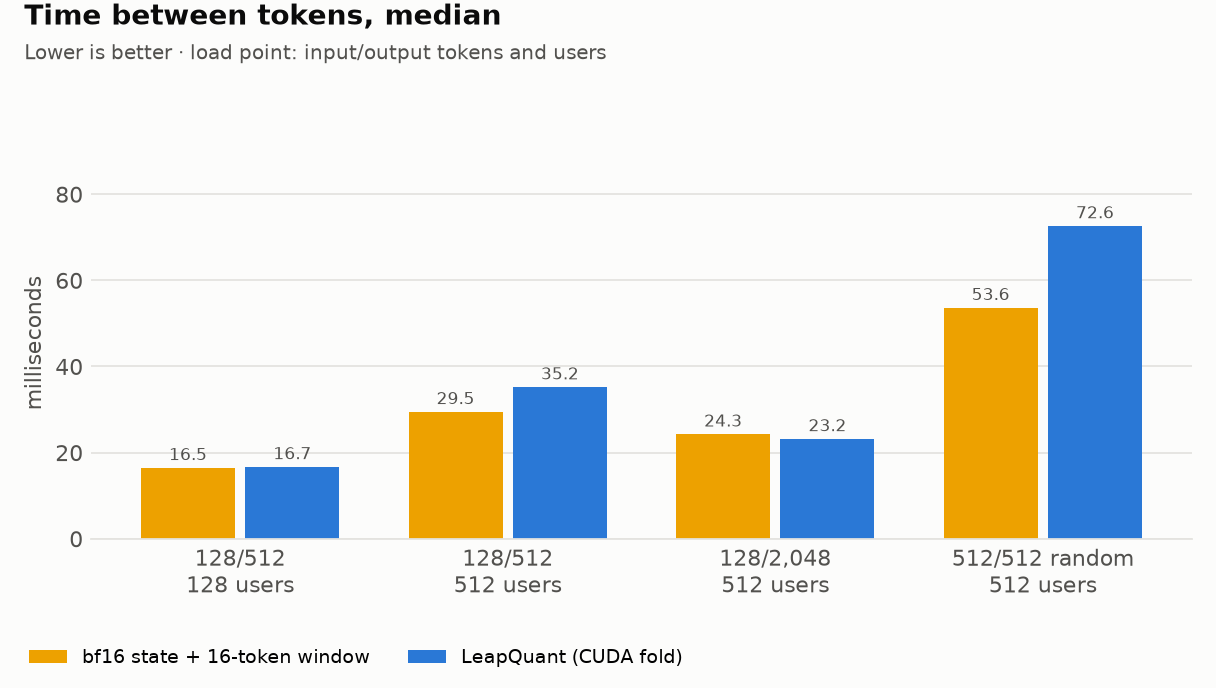 Time between tokens, median
Lower is better · load point: input/output tokens and users
milliseconds
80
60
40
20
0
16.5
16.7
29.5
35.2
24.3
23.2
53.6
72.6
128/512
128 users
128/512
512 users
128/2,048
512 users
512/512 random
512 users
bf16 state + 16-token window
LeapQuant (CUDA fold)